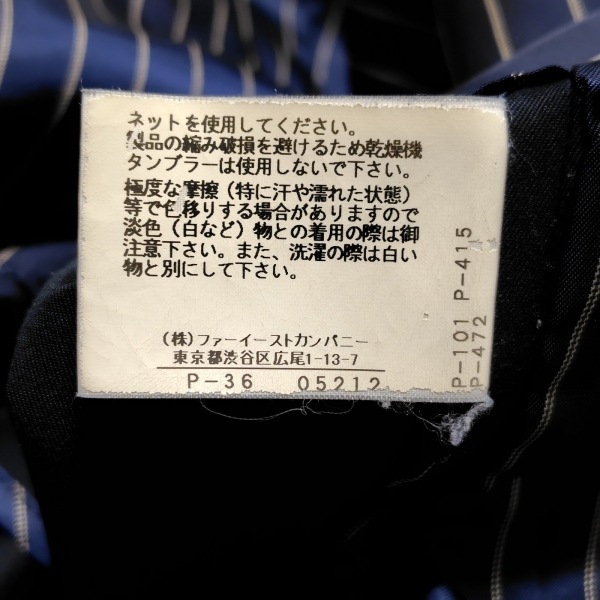 ネットを使用してください。
製品の縮み破損を避けるため乾燥機
タンブラーは使用しないで下さい。
極度な摩擦（特に汗や濡れた状態）
等で色移りする場合がありますので
淡色（白など）物との着用の際は御
注意下さい。また、洗濯の際は白い
物と別にして下さい。
（株）ファーイーストカンパニー
東京都渋谷区広尾1-13-7
P-36 05212
P-101 P-415
P-472